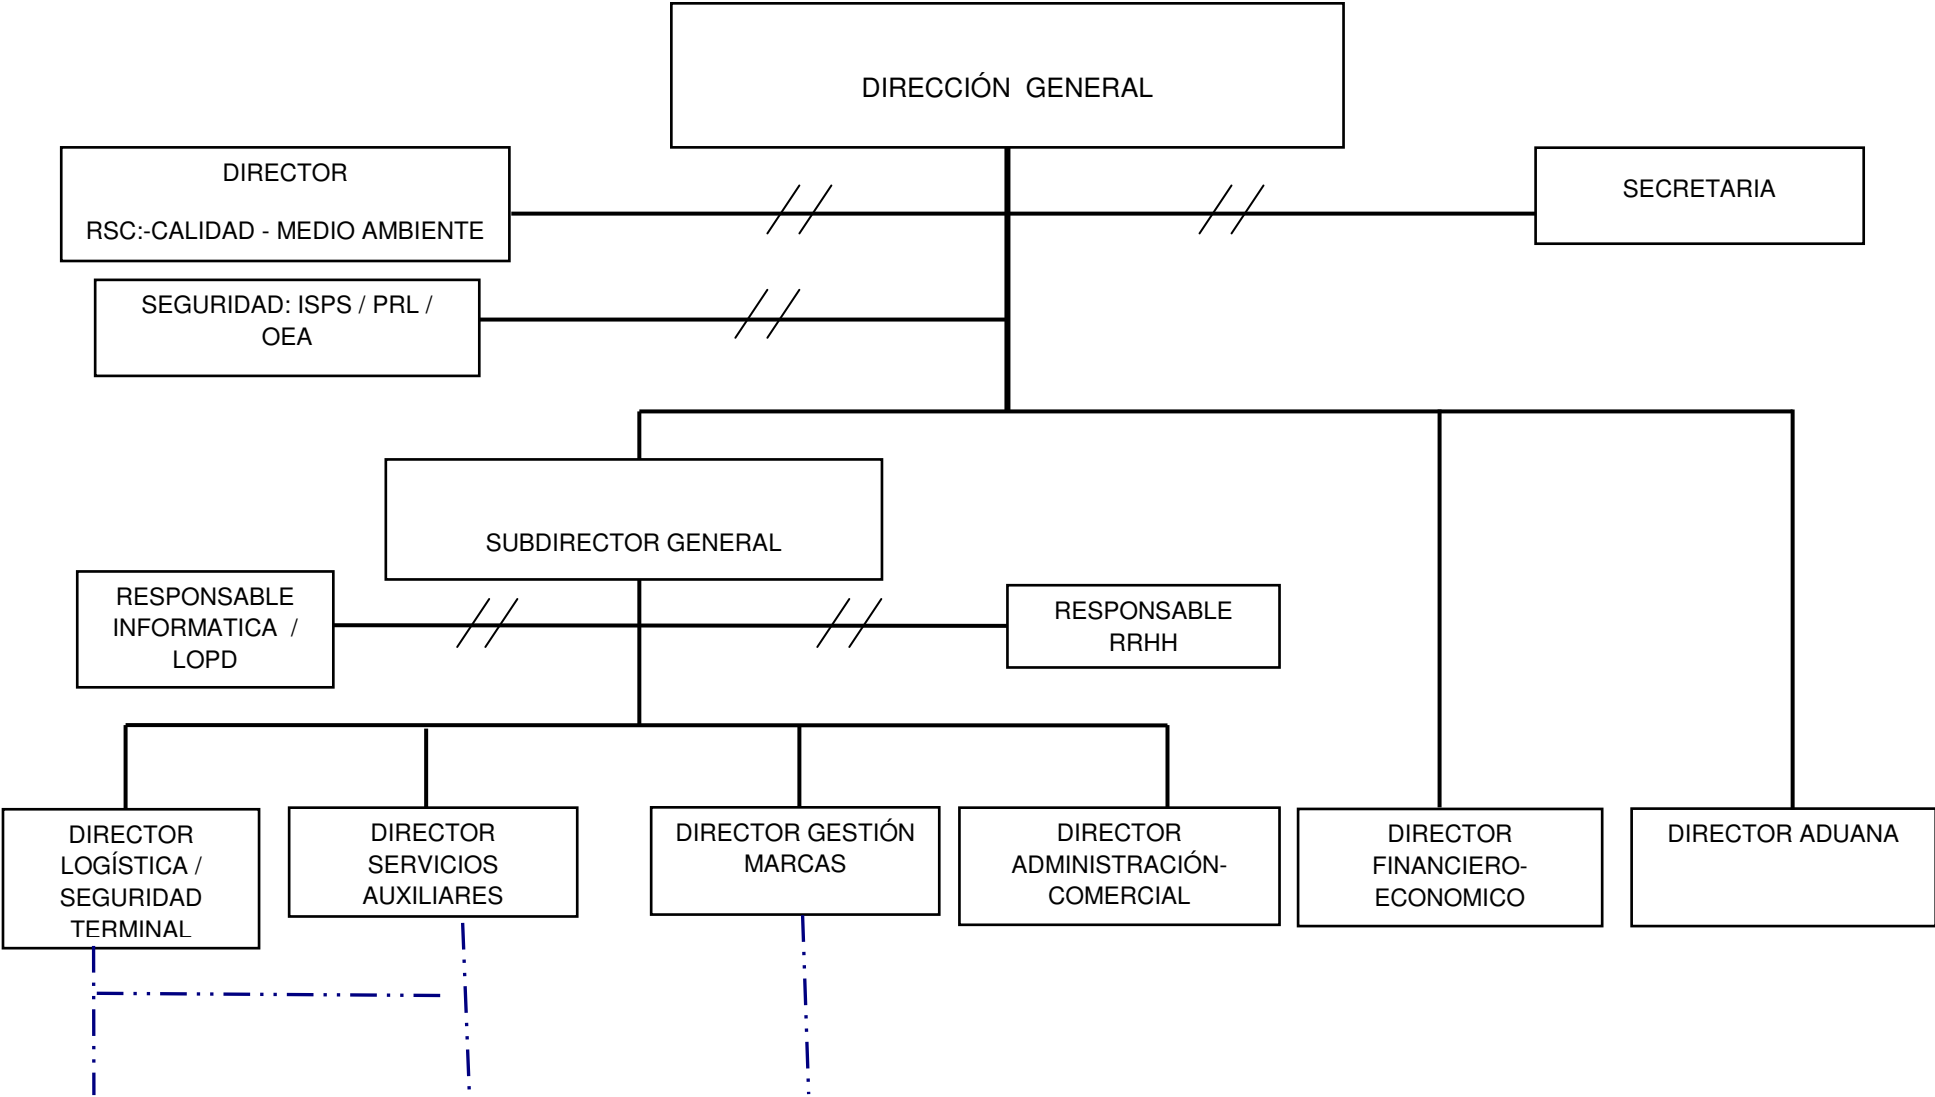 DIRECCIÓN GENERAL
DIRECTOR
RSC:-CALIDAD - MEDIO AMBIENTE
SECRETARIA
SEGURIDAD: ISPS / PRL /
OEA
SUBDIRECTOR GENERAL
RESPONSABLE
INFORMATICA /
LOPD
RESPONSABLE
RRHH
DIRECTOR
LOGÍSTICA /
SEGURIDAD
TERMINAL
DIRECTOR
SERVICIOS
AUXILIARES
DIRECTOR GESTIÓN
MARCAS
DIRECTOR
ADMINISTRACIÓN-
COMERCIAL
DIRECTOR
FINANCIERO-
ECONOMICO
DIRECTOR ADUANA